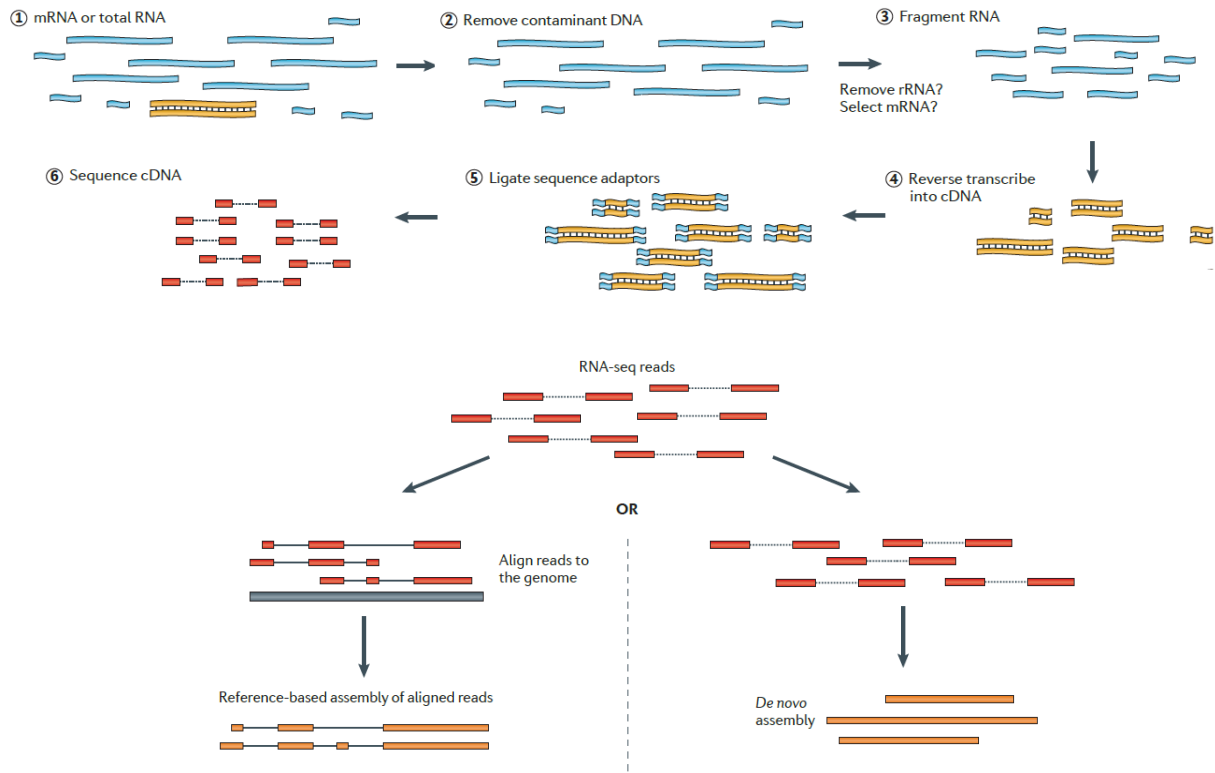 ① mRNA or total RNA
② Remove contaminant DNA
③ Fragment RNA
Remove rRNA?
Select mRNA?
④ Reverse transcribe
into cDNA
⑤ Ligate sequence adaptors
⑥ Sequence cDNA
RNA-seq reads
OR
Align reads to
the genome
Reference-based assembly of aligned reads
De novo
assembly